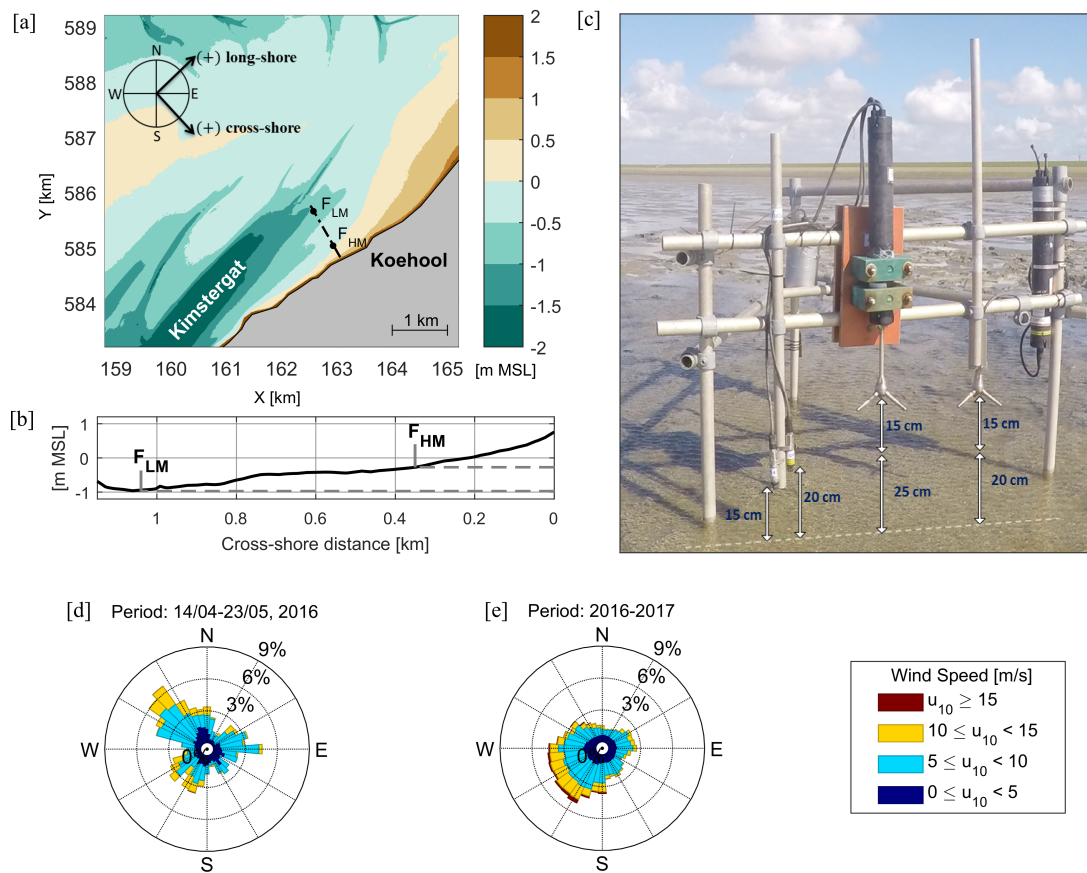 [a]
589
588
587
586
585
584
Y [km]
N
W
E
S
(+) long-shore
(+) cross-shore
F LM
F HM
Koehool
Kimstergat
1 km
159 160 161 162 163 164 165
X [km]
2
1
0.5
0
-0.5
-1
-1.5
-2
[m MSL]
[b]
1
0
-1
[m MSL]
F LM
F HM
1 0.8 0.6 0.4 0.2 0
Cross-shore distance [km]
[c]
15 cm
15 cm
20 cm
25 cm
20 cm
15 cm
[d] Period: 14/04-23/05, 2016
N
9%
6%
3%
0
W
E
S
[e] Period: 2016-2017
N
9%
6%
3%
0
W
E
S
Wind Speed [m/s]
u10 ≥ 15
10 ≤ u10 < 15
5 ≤ u10 < 10
0 ≤ u10 < 5